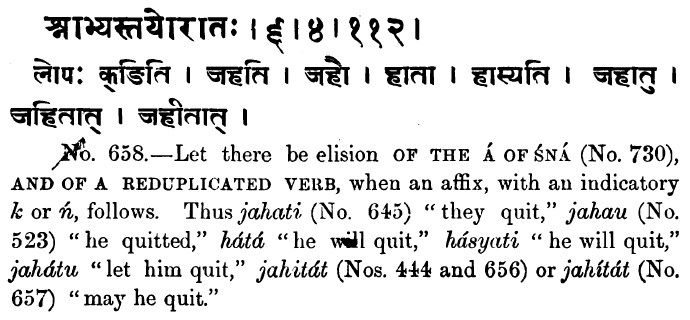 श्नाभ्यस्तयोरातः । ६ । ४ । ११२ ।
लोपः क्ङिति । जहति । जहौ । हाता । हास्यति । जहातु ।
जहितात् । जहीतात् ।
No. 658.—Let there be elision OF THE Á OF ŚNÁ (No. 730),
AND OF A REDUPLICATED VERB, when an affix, with an indicatory
k or ń, follows. Thus jahati (No. 645) “they quit,” jahau (No.
523) “he quitted,” hátá “he will quit,” hásyati “he will quit,”
jahátu “let him quit,” jahitát (Nos. 444 and 656) or jahítát (No.
657) “may he quit.”